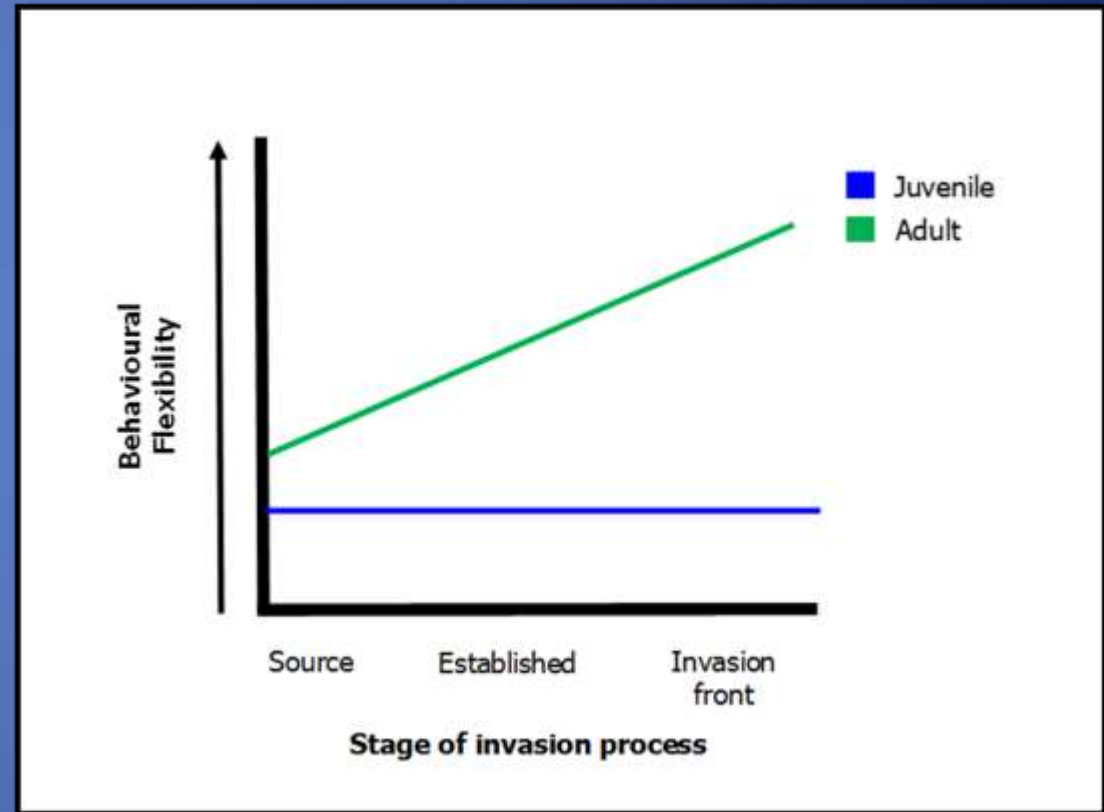 Juvenile
Adult
Behavioural
Flexibility
Source
Established
Invasion
front
Stage of invasion process